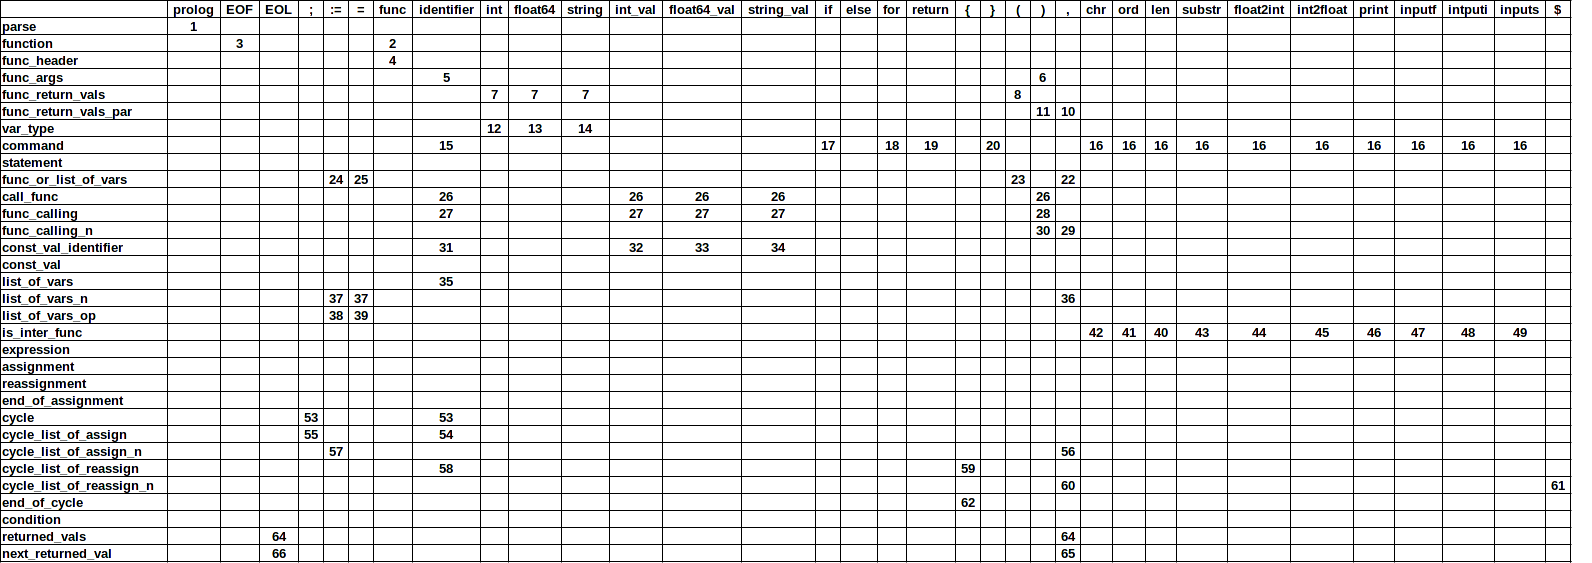 prolog EOF EOL ; := = func identifier int float64 string int_val float64_val string_val if else for return { } ( ) , chr ord len substr float2int int2float print inputf intputi inputs $
parse 1
function 3 2
func_header 4
func_args 5 6
func_return_vals 7 7 7 8
func_return_vals_par 11 10
var_type 12 13 14
command 15 17 18 19 20 16 16 16 16 16 16 16 16 16 16
statement
func_or_list_of_vars 24 25 23 22
call_func 26 26 26 26 26
func_calling 27 27 27 27 28
func_calling_n 30 29
const_val_identifier 31 32 33 34
const_val
list_of_vars 35
list_of_vars_n 37 37 36
list_of_vars_op 38 39
is_inter_func 42 41 40 43 44 45 46 47 48 49
expression
assignment
reassignment
end_of_assignment
cycle 53 53
cycle_list_of_assign 55 54
cycle_list_of_assign_n 57 56
cycle_list_of_reassign 58 59
cycle_list_of_reassign_n 60 61
end_of_cycle 62
condition
returned_vals 64 64
next_returned_val 66 65